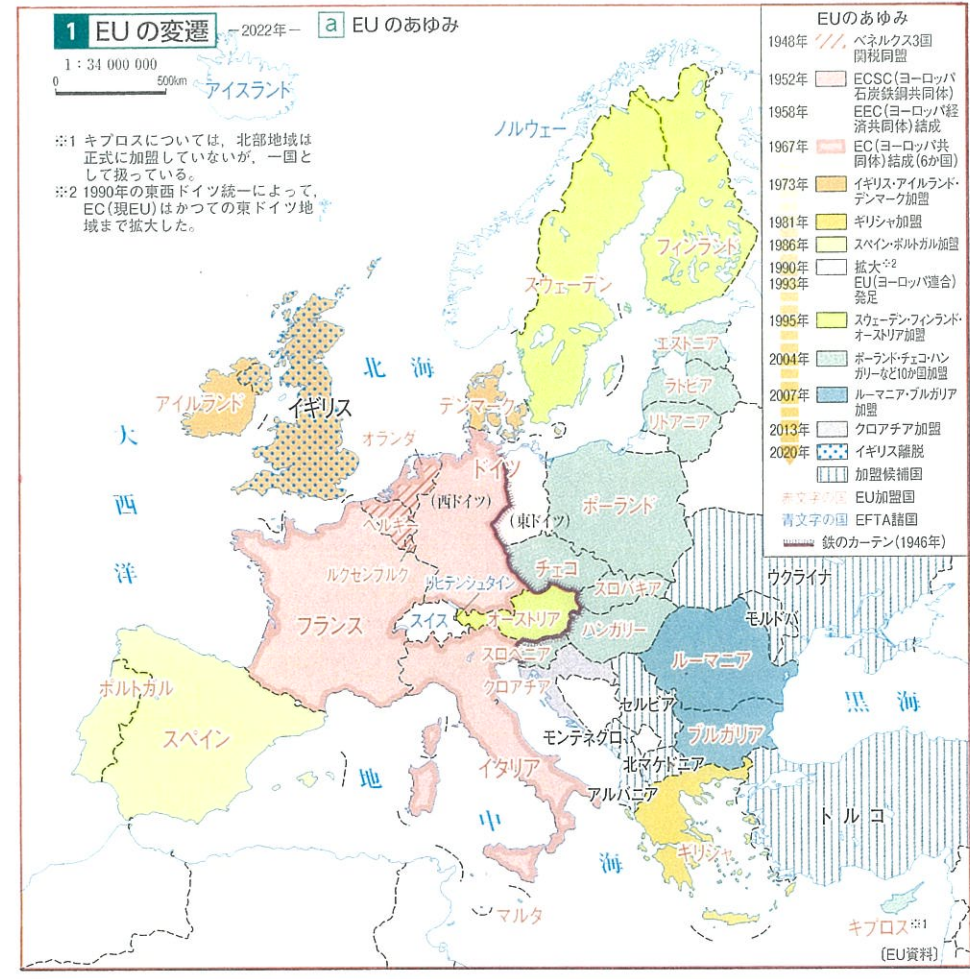 1 EUの変遷 -2022年- a EUのあゆみ
1:34 000 000
0 500km
※1 キプロスについては，北部地域は
正式に加盟していないが，一国と
して扱っている。
※2 1990年の東西ドイツ統一によって，
EC(現EU)はかつての東ドイツ地
域まで拡大した。
EUのあゆみ
1948年 ベネルクス3国
関税同盟
1952年 ECSC(ヨーロッパ
石炭鉄鋼共同体)
1958年 EEC(ヨーロッパ経
済共同体)結成
1967年 EC(ヨーロッパ共
同体)結成(6か国)
1973年 イギリス・アイルランド・
デンマーク加盟
1981年 ギリシャ加盟
1986年 スペイン・ポルトガル加盟
1990年 拡大※2
1993年 EU(ヨーロッパ連合)
発足
1995年 スウェーデン・フィンランド・
オーストリア加盟
2004年 ポーランド・チェコ・ハン
ガリーなど10か国加盟
2007年 ルーマニア・ブルガリア
加盟
2013年 クロアチア加盟
2020年 イギリス離脱
加盟候補国
赤文字の国 EU加盟国
青文字の国 EFTA諸国
鉄のカーテン(1946年)
アイスランド
ノルウェー
スウェーデン
フィンランド
エストニア
ラトビア
リトアニア
北海
アイルランド
イギリス
デンマーク
オランダ
ドイツ
(西ドイツ)
(東ドイツ)
ポーランド
大西洋
ベルギー
ルクセンブルク
リヒテンシュタイン
チェコ
スロバキア
ウクライナ
モルドバ
フランス
スイス
オーストリア
ハンガリー
スロベニア
クロアチア
ルーマニア
セルビア
ポルトガル
スペイン
イタリア
モンテネグロ
ブルガリア
北マケドニア
アルバニア
黒海
地中海
トルコ
ギリシャ
マルタ
キプロス※1
〔EU資料〕